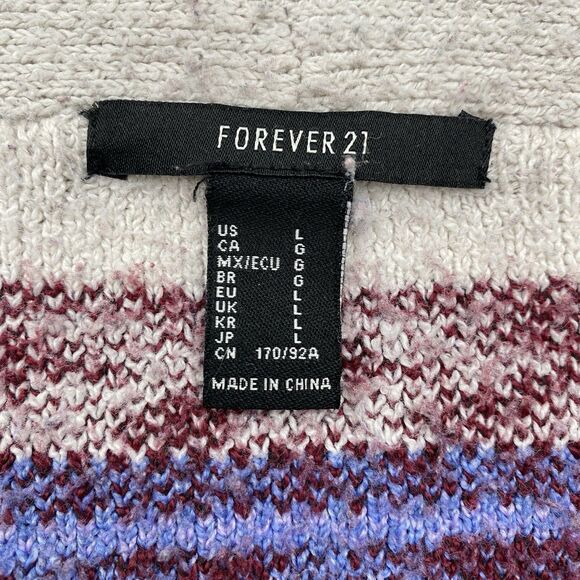 FOREVER 21
US L
CA G
MX/ECU G
BR G
EU L
UK L
KR L
JP L
CN 170/92A
MADE IN CHINA